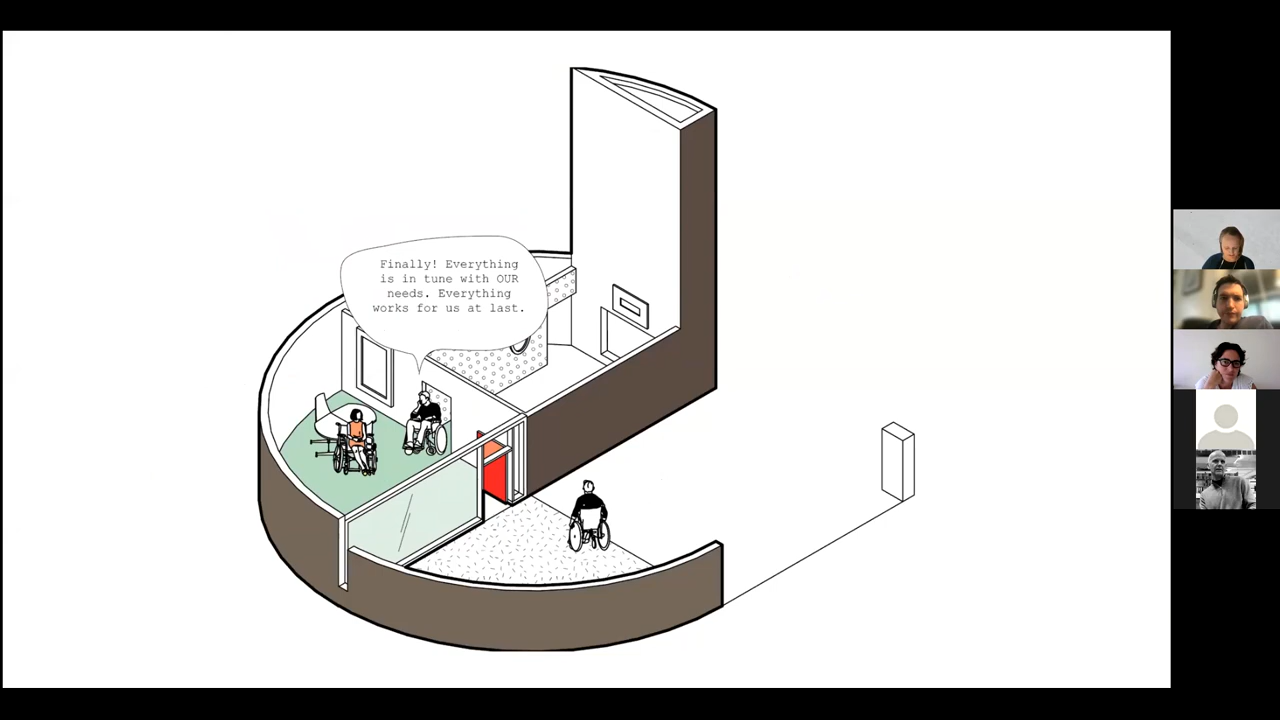 Finally! Everything
is in tune with OUR
needs. Everything
works for us at last.